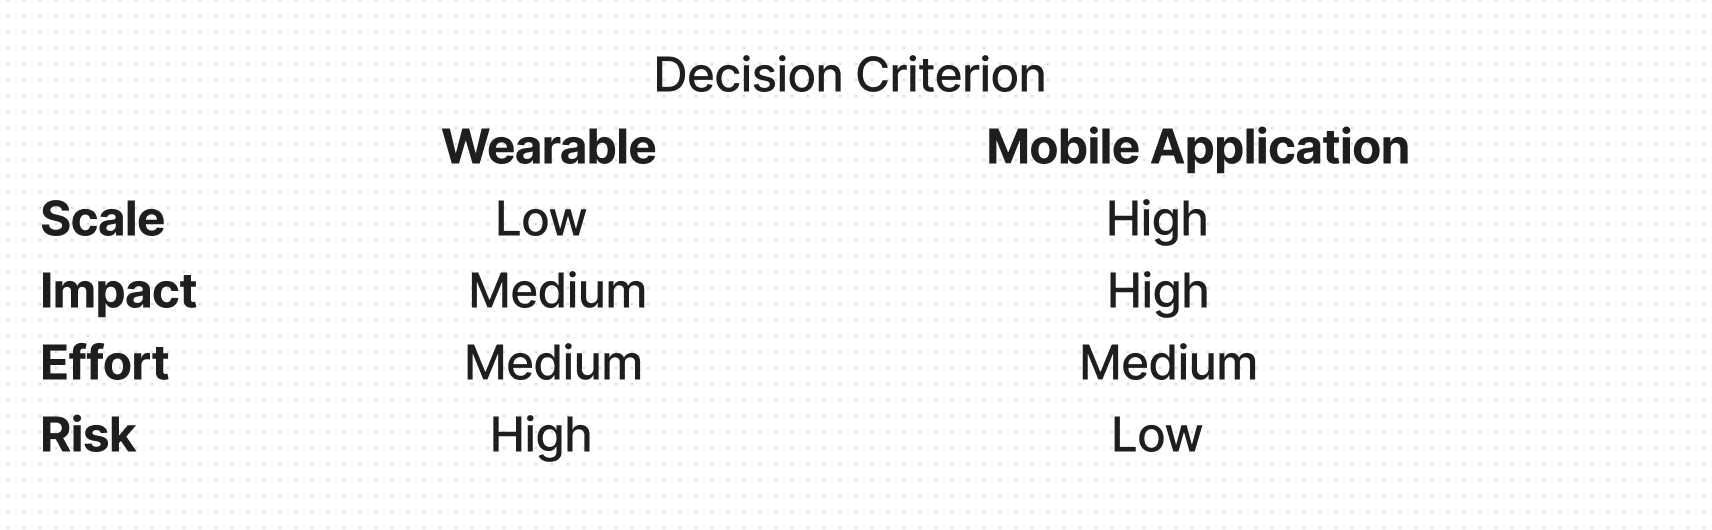 Decision Criterion
Wearable Mobile Application
Scale Low High
Impact Medium High
Effort Medium Medium
Risk High Low